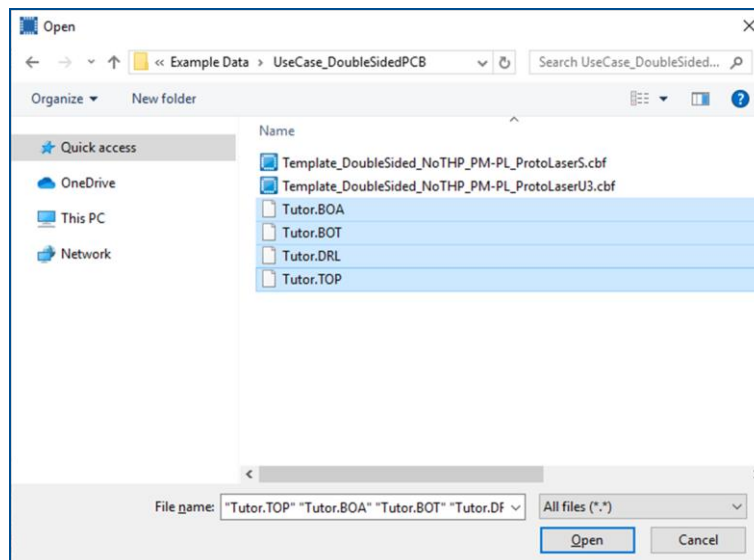 Open
« Example Data › UseCase_DoubleSidedPCB
Search UseCase_DoubleSided...
Organize
New folder
?
Name
Quick access
OneDrive
This PC
Network
Template_DoubleSided_NoTHP_PM-PL_ProtoLaserS.cbf
Template_DoubleSided_NoTHP_PM-PL_ProtoLaserU3.cbf
Tutor.BOA
Tutor.BOT
Tutor.DRL
Tutor.TOP
File name: "Tutor.TOP" "Tutor.BOA" "Tutor.BOT" "Tutor.DF
All files (*.*)
Open
Cancel